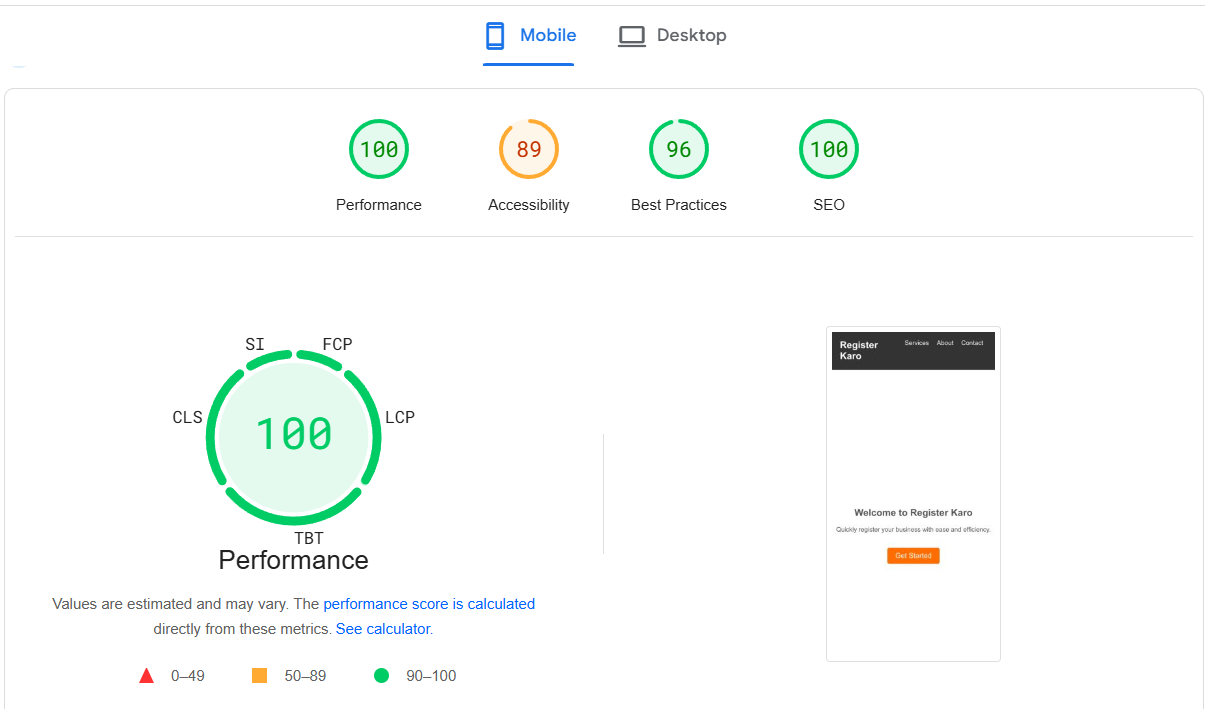 Mobile Desktop
100 89 96 100
Performance Accessibility Best Practices SEO
SI FCP
CLS LCP
100
TBT
Performance
Values are estimated and may vary. The performance score is calculated
directly from these metrics. See calculator.
0–49 50–89 90–100
Register
Karo
Services About Contact
Welcome to Register Karo
Quickly register your business with ease and efficiency.
Get Started